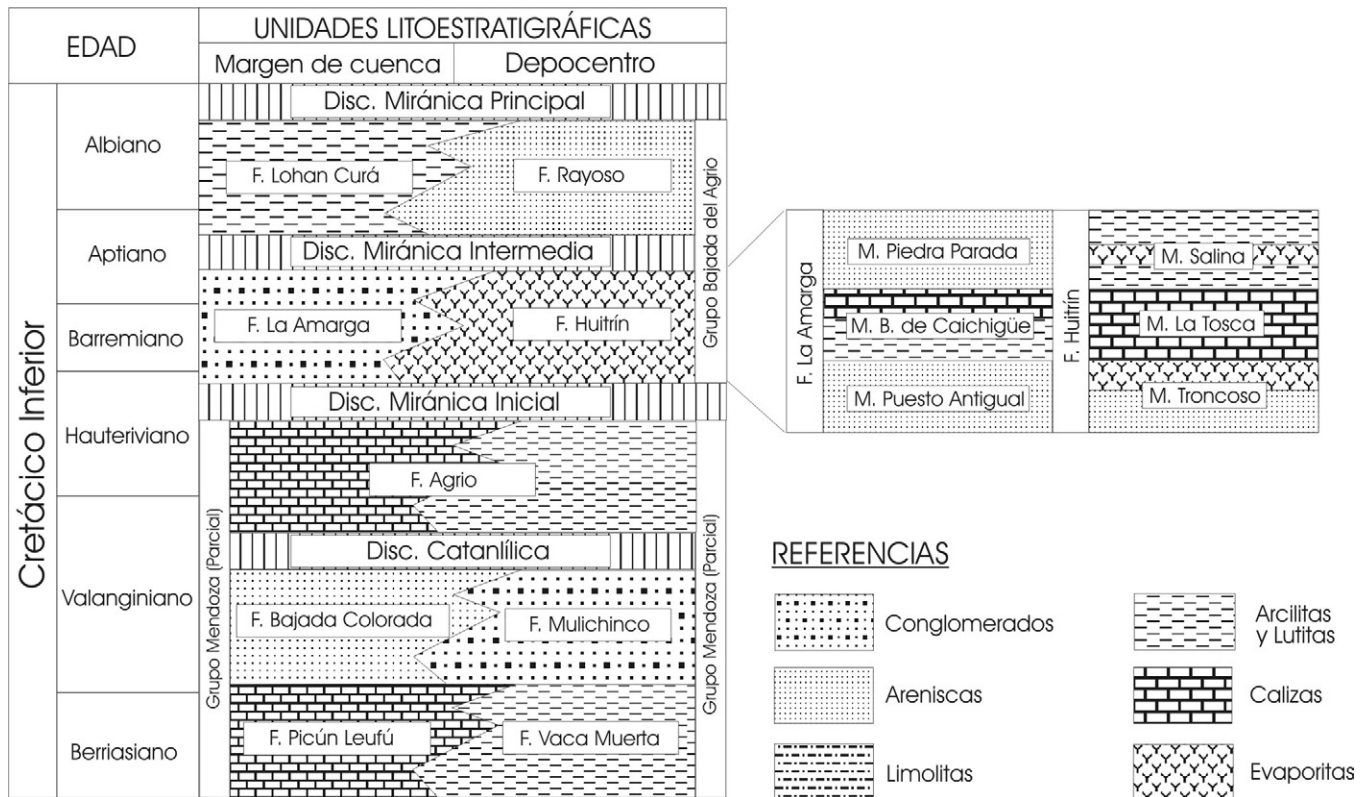 EDAD
UNIDADES LITOESTRATIGRÁFICAS
Margen de cuenca
Depocentro
Cretácico Inferior
Albiano
Aptiano
Barremiano
Hauteriviano
Valanginiano
Berriasiano
Disc. Miránica Principal
F. Lohan Curá
F. Rayoso
Disc. Miránica Intermedia
F. La Amarga
F. Huitrín
Grupo Bajada del Agrio
Disc. Miránica Inicial
F. Agrio
Disc. Catanlílica
F. Bajada Colorada
F. Mulichinco
F. Picún Leufú
F. Vaca Muerta
Grupo Mendoza (Parcial)
Grupo Mendoza (Parcial)
F. La Amarga
M. Piedra Parada
M. B. de Caichigüe
M. Puesto Antigual
F. Huitrín
M. Salina
M. La Tosca
M. Troncoso
REFERENCIAS
Conglomerados
Areniscas
Limolitas
Arcilitas
y Lutitas
Calizas
Evaporitas